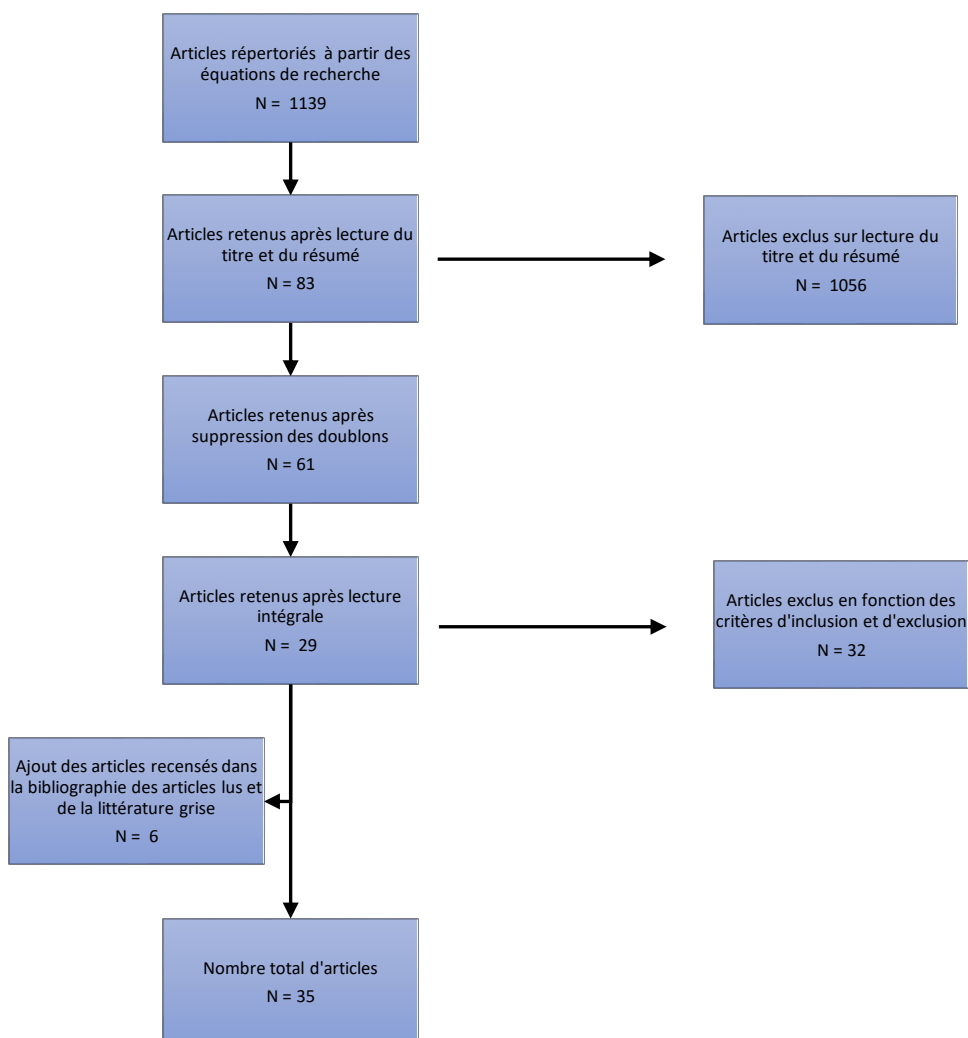 Articles répertoriés à partir des
équations de recherche
N = 1139
Articles retenus après lecture du
titre et du résumé
N = 83
Articles exclus sur lecture du
titre et du résumé
N = 1056
Articles retenus après
suppression des doublons
N = 61
Articles retenus après lecture
intégrale
N = 29
Articles exclus en fonction des
critères d'inclusion et d'exclusion
N = 32
Ajout des articles recensés dans
la bibliographie des articles lus et
de la littérature grise
N = 6
Nombre total d'articles
N = 35